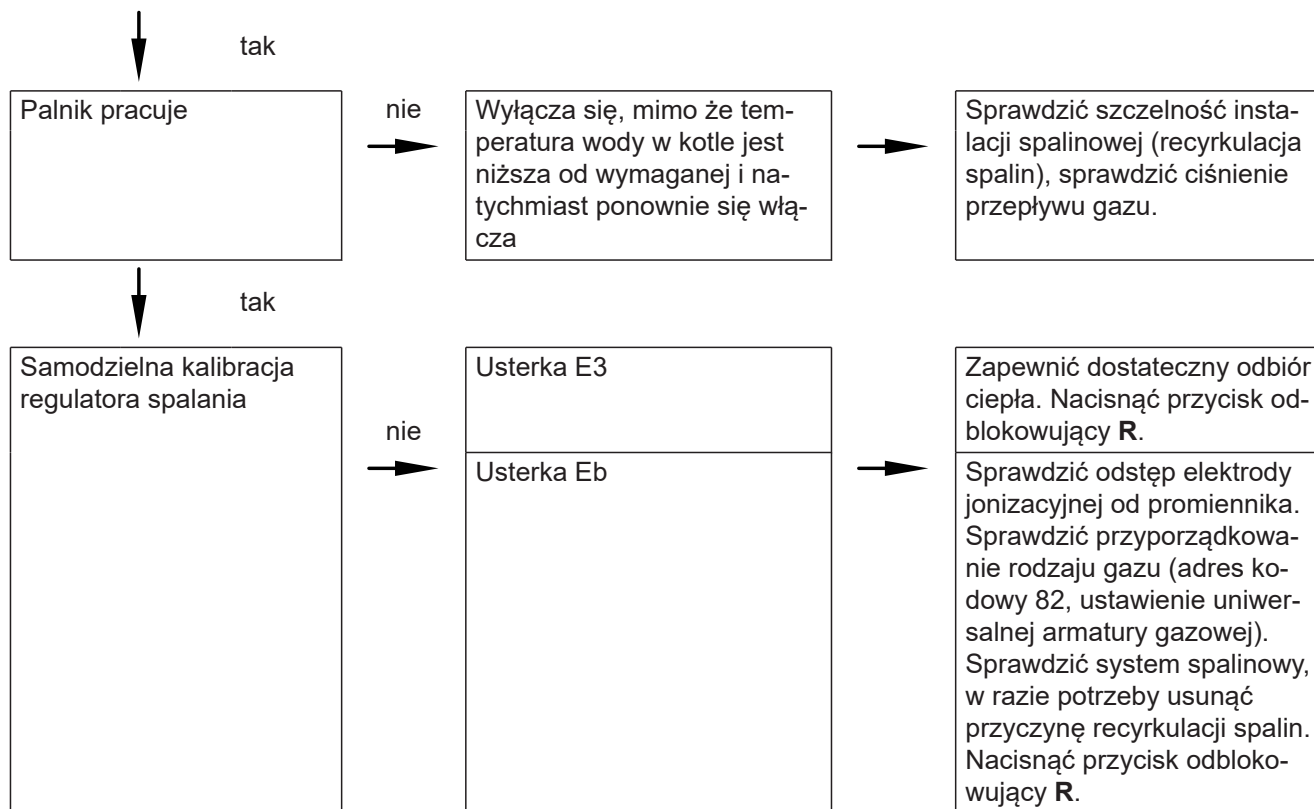 tak
Palnik pracuje
nie
Wyłącza się, mimo że tem-
peratura wody w kotle jest
niższa od wymaganej i na-
tychmiast ponownie się włą-
cza
Sprawdzić szczelność insta-
lacji spalinowej (recyrkulacja
spalin), sprawdzić ciśnienie
przepływu gazu.
tak
Samodzielna kalibracja
regulatora spalania
nie
Usterka E3
Zapewnić dostateczny odbiór
ciepła. Nacisnąć przycisk od-
blokowujący R.
Usterka Eb
Sprawdzić odstęp elektrody
jonizacyjnej od promiennika.
Sprawdzić przyporządkowa-
nie rodzaju gazu (adres ko-
dowy 82, ustawienie uniwer-
salnej armatury gazowej).
Sprawdzić system spalinowy,
w razie potrzeby usunąć
przyczynę recyrkulacji spalin.
Nacisnąć przycisk odbloko-
wujący R.